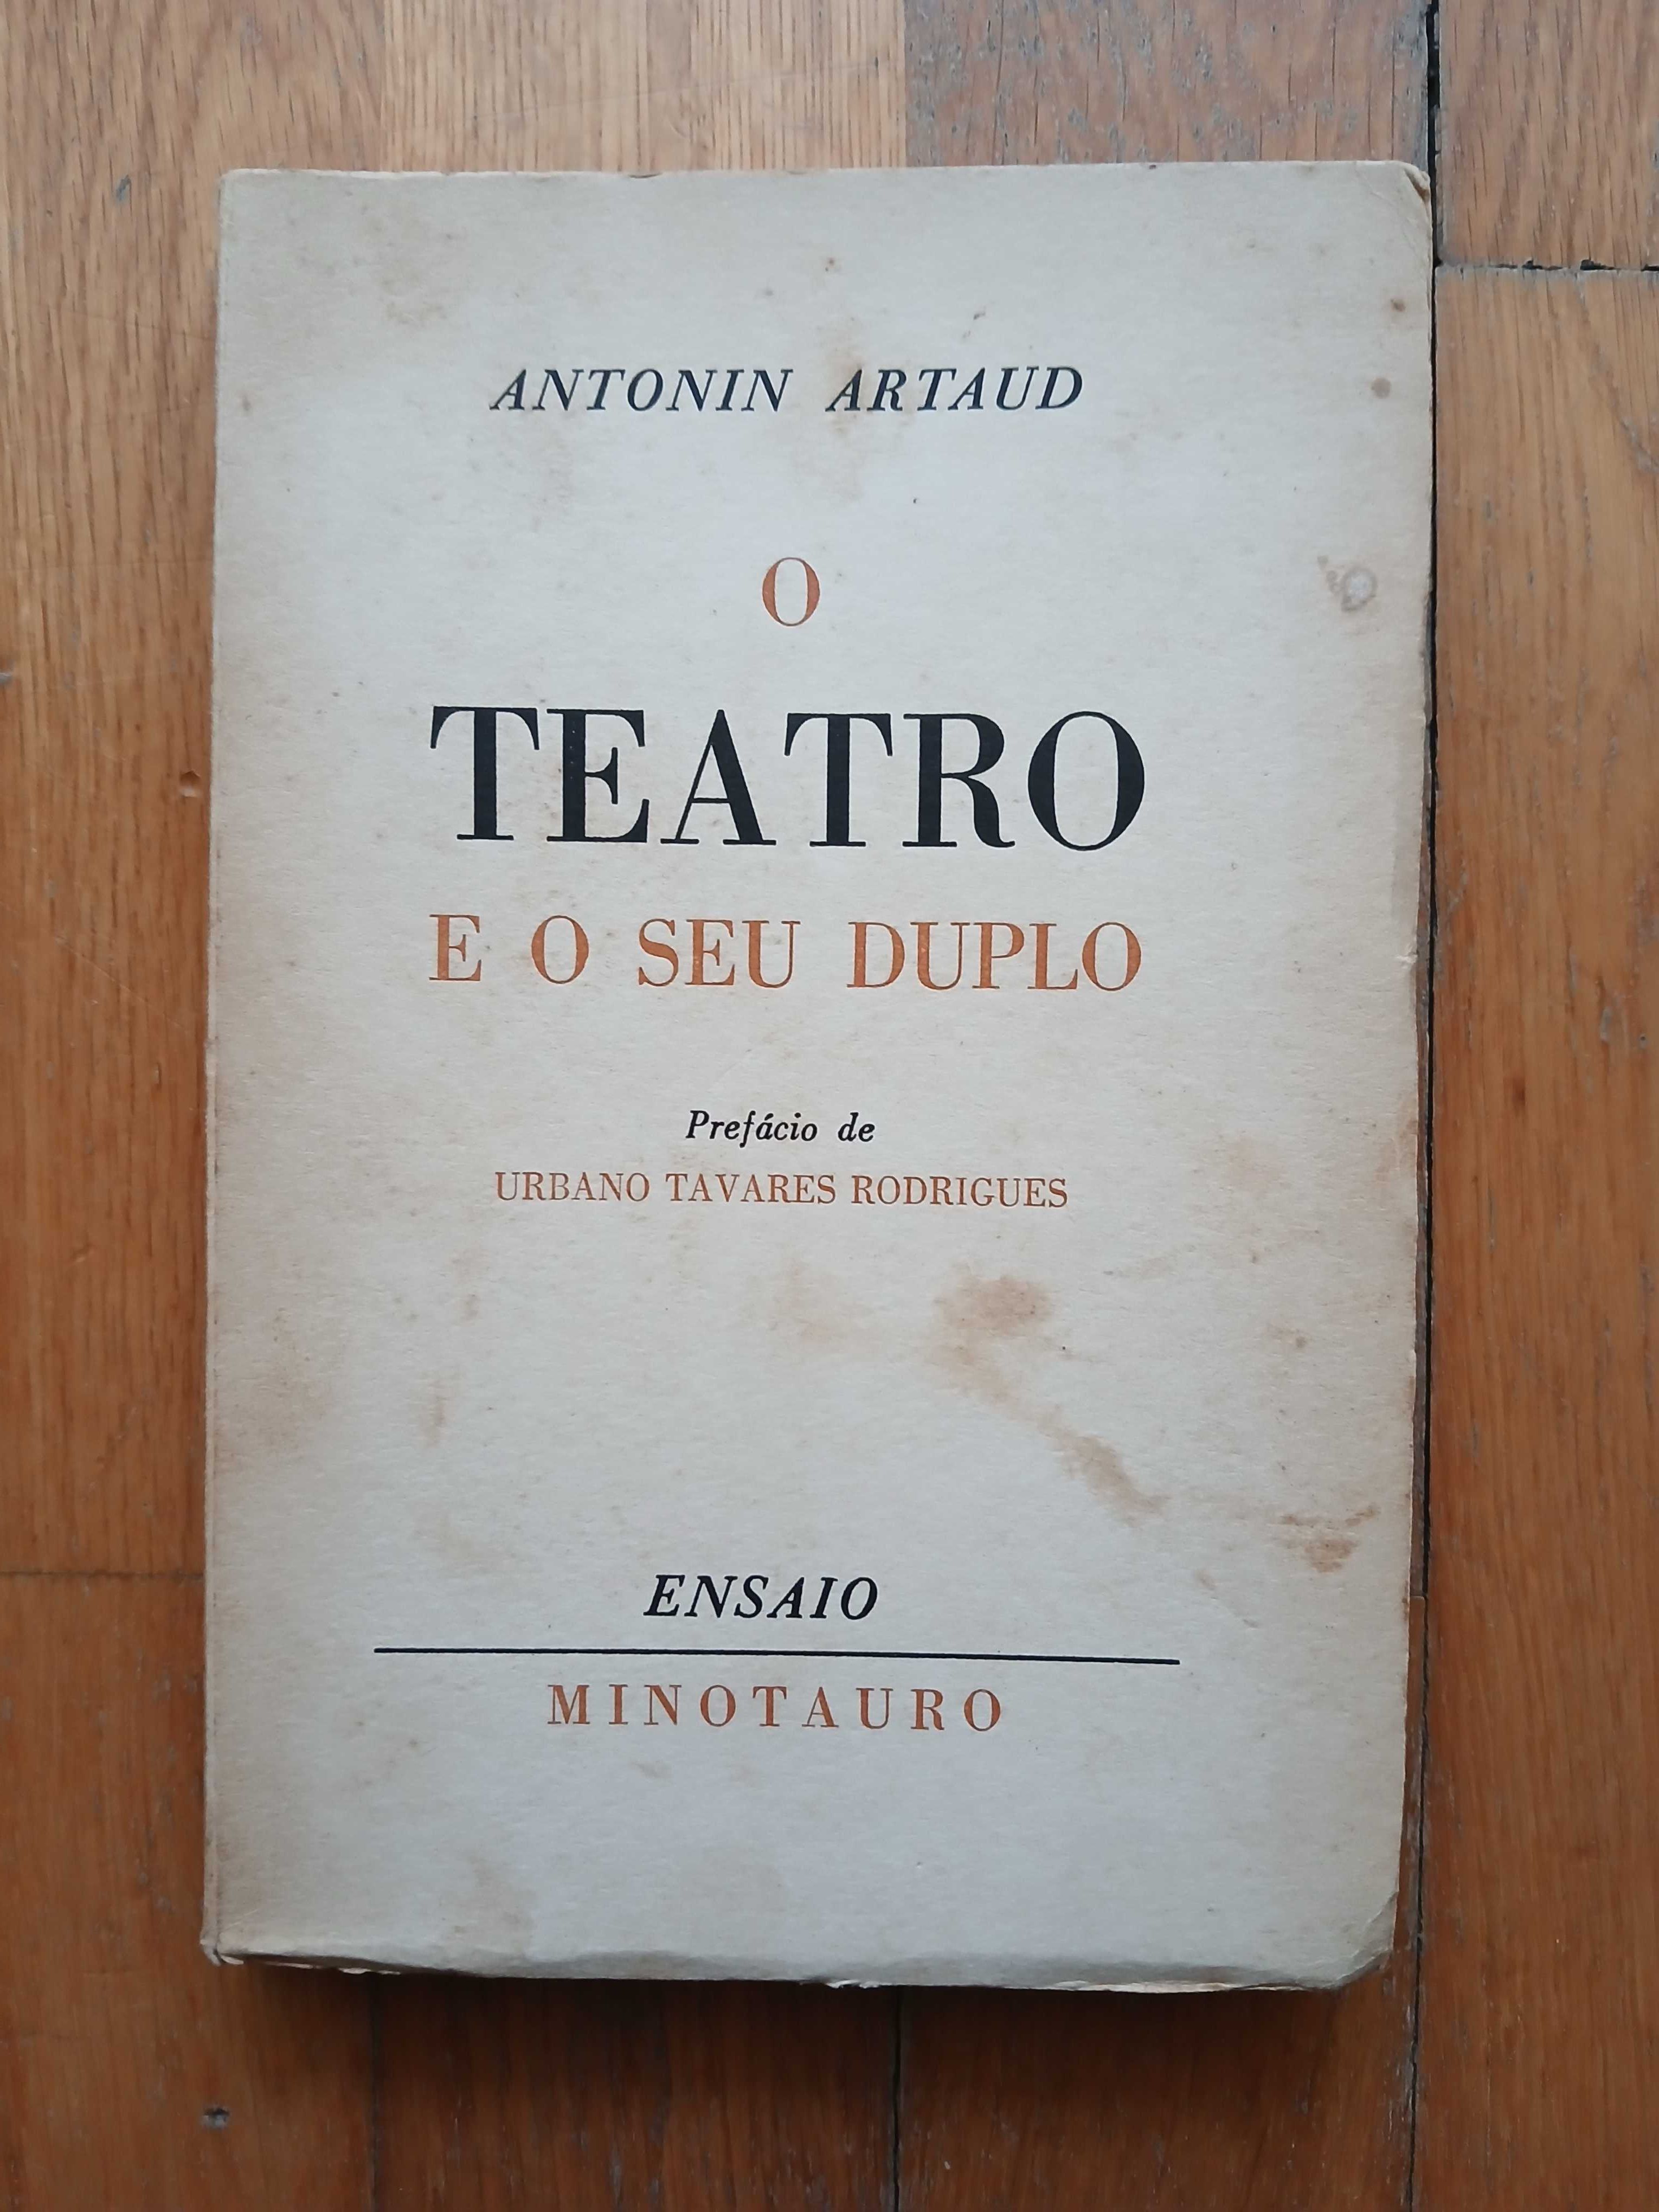 ANTONIN ARTAUD
O
TEATRO
E O SEU DUPLO
Prefácio de
URBANO TAVARES RODRIGUES
ENSAIO
MINOTAURO